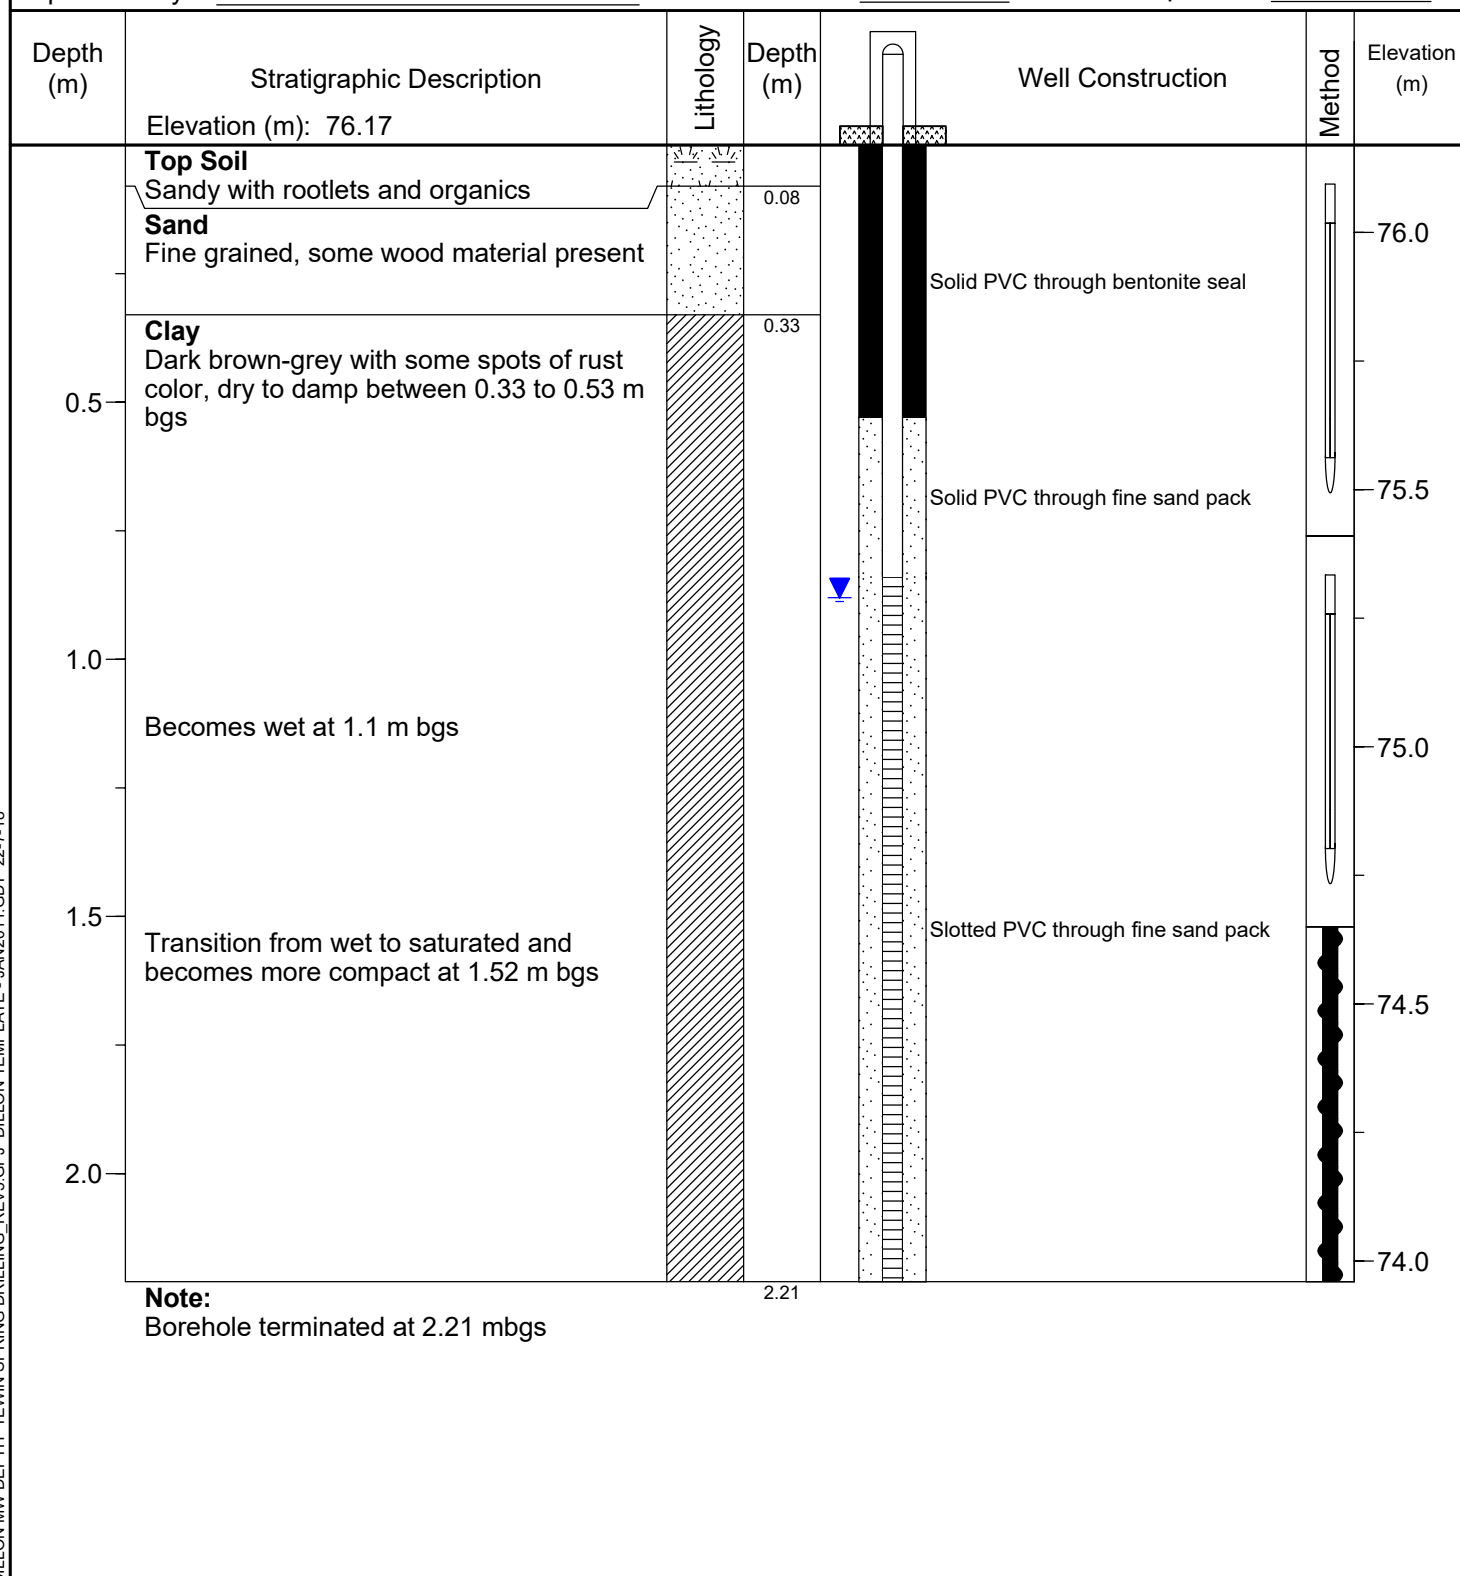 Depth
(m)
Stratigraphic Description
Elevation (m): 76.17
Lithology
Depth
(m)
Well Construction
Method
Elevation
(m)
Top Soil
Sandy with rootlets and organics
0.08
Sand
Fine grained, some wood material present
76.0
Solid PVC through bentonite seal
0.33
Clay
Dark brown-grey with some spots of rust
color, dry to damp between 0.33 to 0.53 m
bgs
0.5
75.5
Solid PVC through fine sand pack
1.0
Becomes wet at 1.1 m bgs
75.0
1.5
Slotted PVC through fine sand pack
Transition from wet to saturated and
becomes more compact at 1.52 m bgs
74.5
2.0
74.0
2.21
Note:
Borehole terminated at 2.21 mbgs